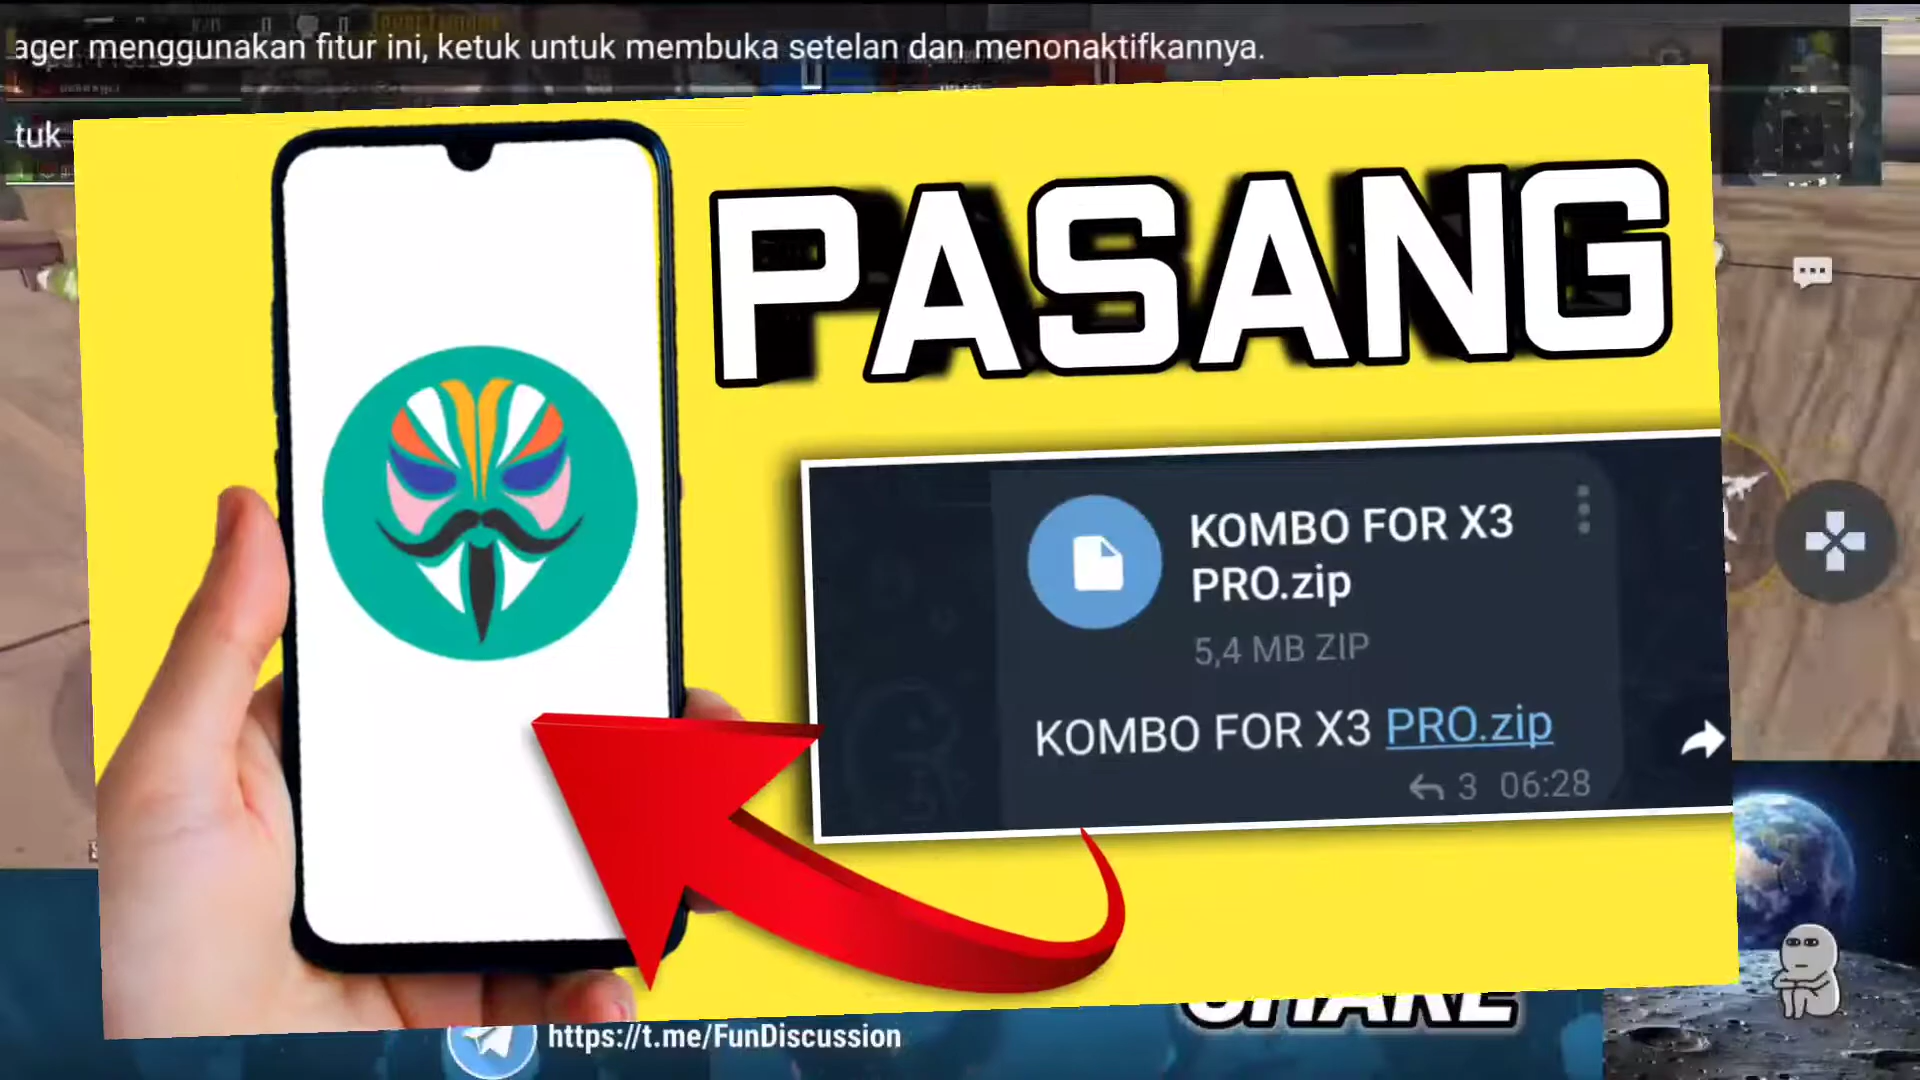 ager menggunakan fitur ini, ketuk untuk membuka setelan dan menonaktifkannya.
tuk
PASANG
KOMBO FOR X3
PRO.zip
5,4 MB ZIP
KOMBO FOR X3 PRO.zip
3 06:28
SHARE
https://t.me/FunDiscussion